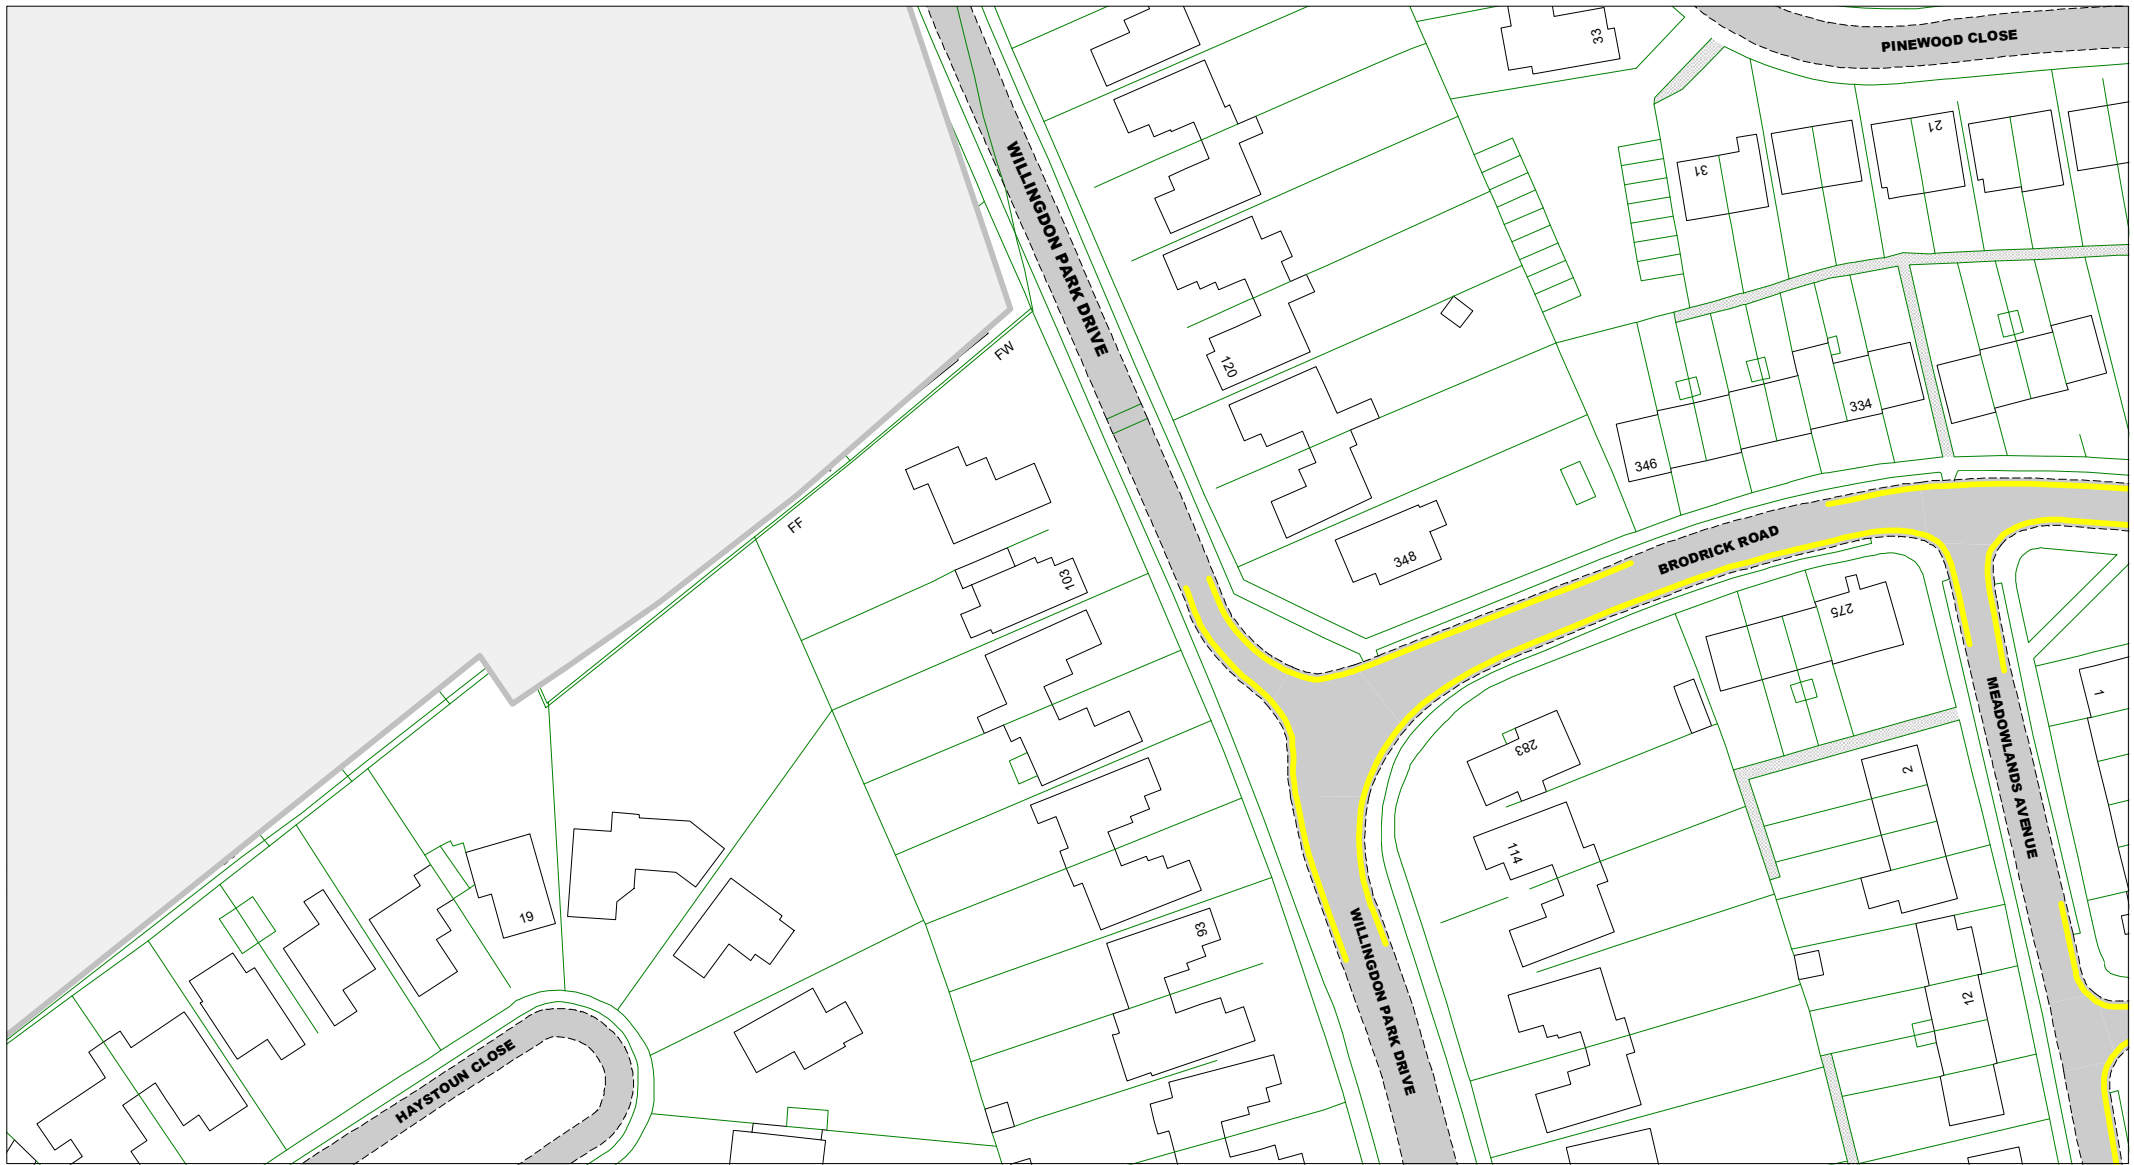 33
PINEWOOD CLOSE
21
31
WILLINGDON PARK DRIVE
FW
120
334
346
FF
BRODRICK ROAD
348
103
275
MEADOWLANDS AVENUE
1
283
2
114
19
93
WILLINGDON PARK DRIVE
12
HAYSTOUN CLOSE